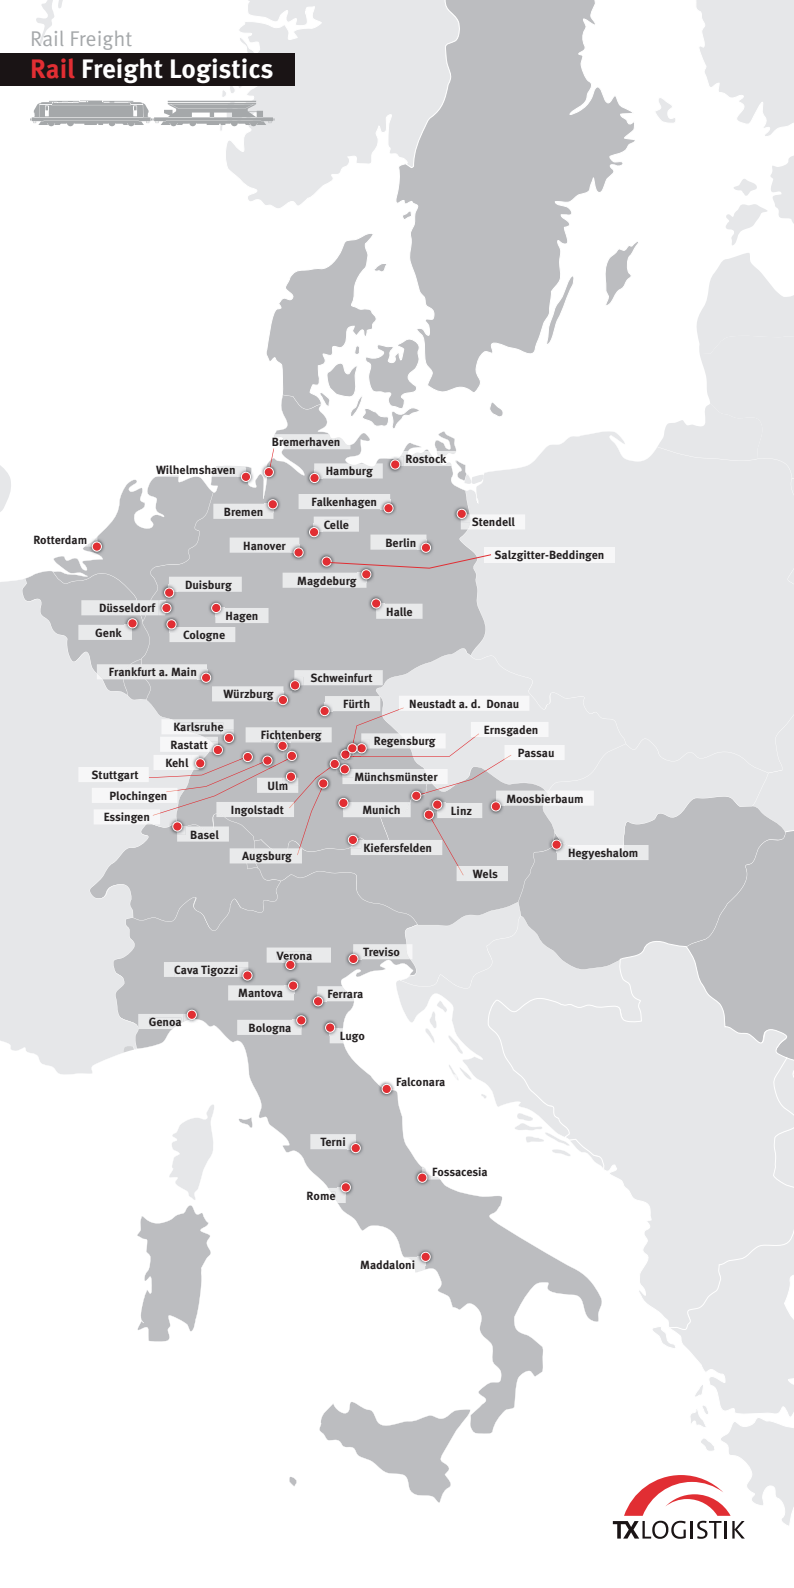 Rail Freight
Rail Freight Logistics
Bremerhaven
Rostock
Wilhelmshaven
Hamburg
Falkenhagen
Bremen
Stendell
Celle
Rotterdam
Hanover
Berlin
Salzgitter-Beddingen
Magdeburg
Duisburg
Düsseldorf
Halle
Hagen
Genk
Cologne
Frankfurt a. Main
Schweinfurt
Würzburg
Fürth
Neustadt a. d. Donau
Karlsruhe
Ernsgaden
Fichtenberg
Regensburg
Rastatt
Passau
Kehl
Stuttgart
Münchsmünster
Ulm
Plochingen
Moosbierbaum
Ingolstadt
Munich
Linz
Essingen
Basel
Kiefersfelden
Hegyeshalom
Augsburg
Wels
Treviso
Verona
Cava Tigozzi
Mantova
Ferrara
Genoa
Bologna
Lugo
Falconara
Terni
Fossacesia
Rome
Maddaloni
TXLOGISTIK